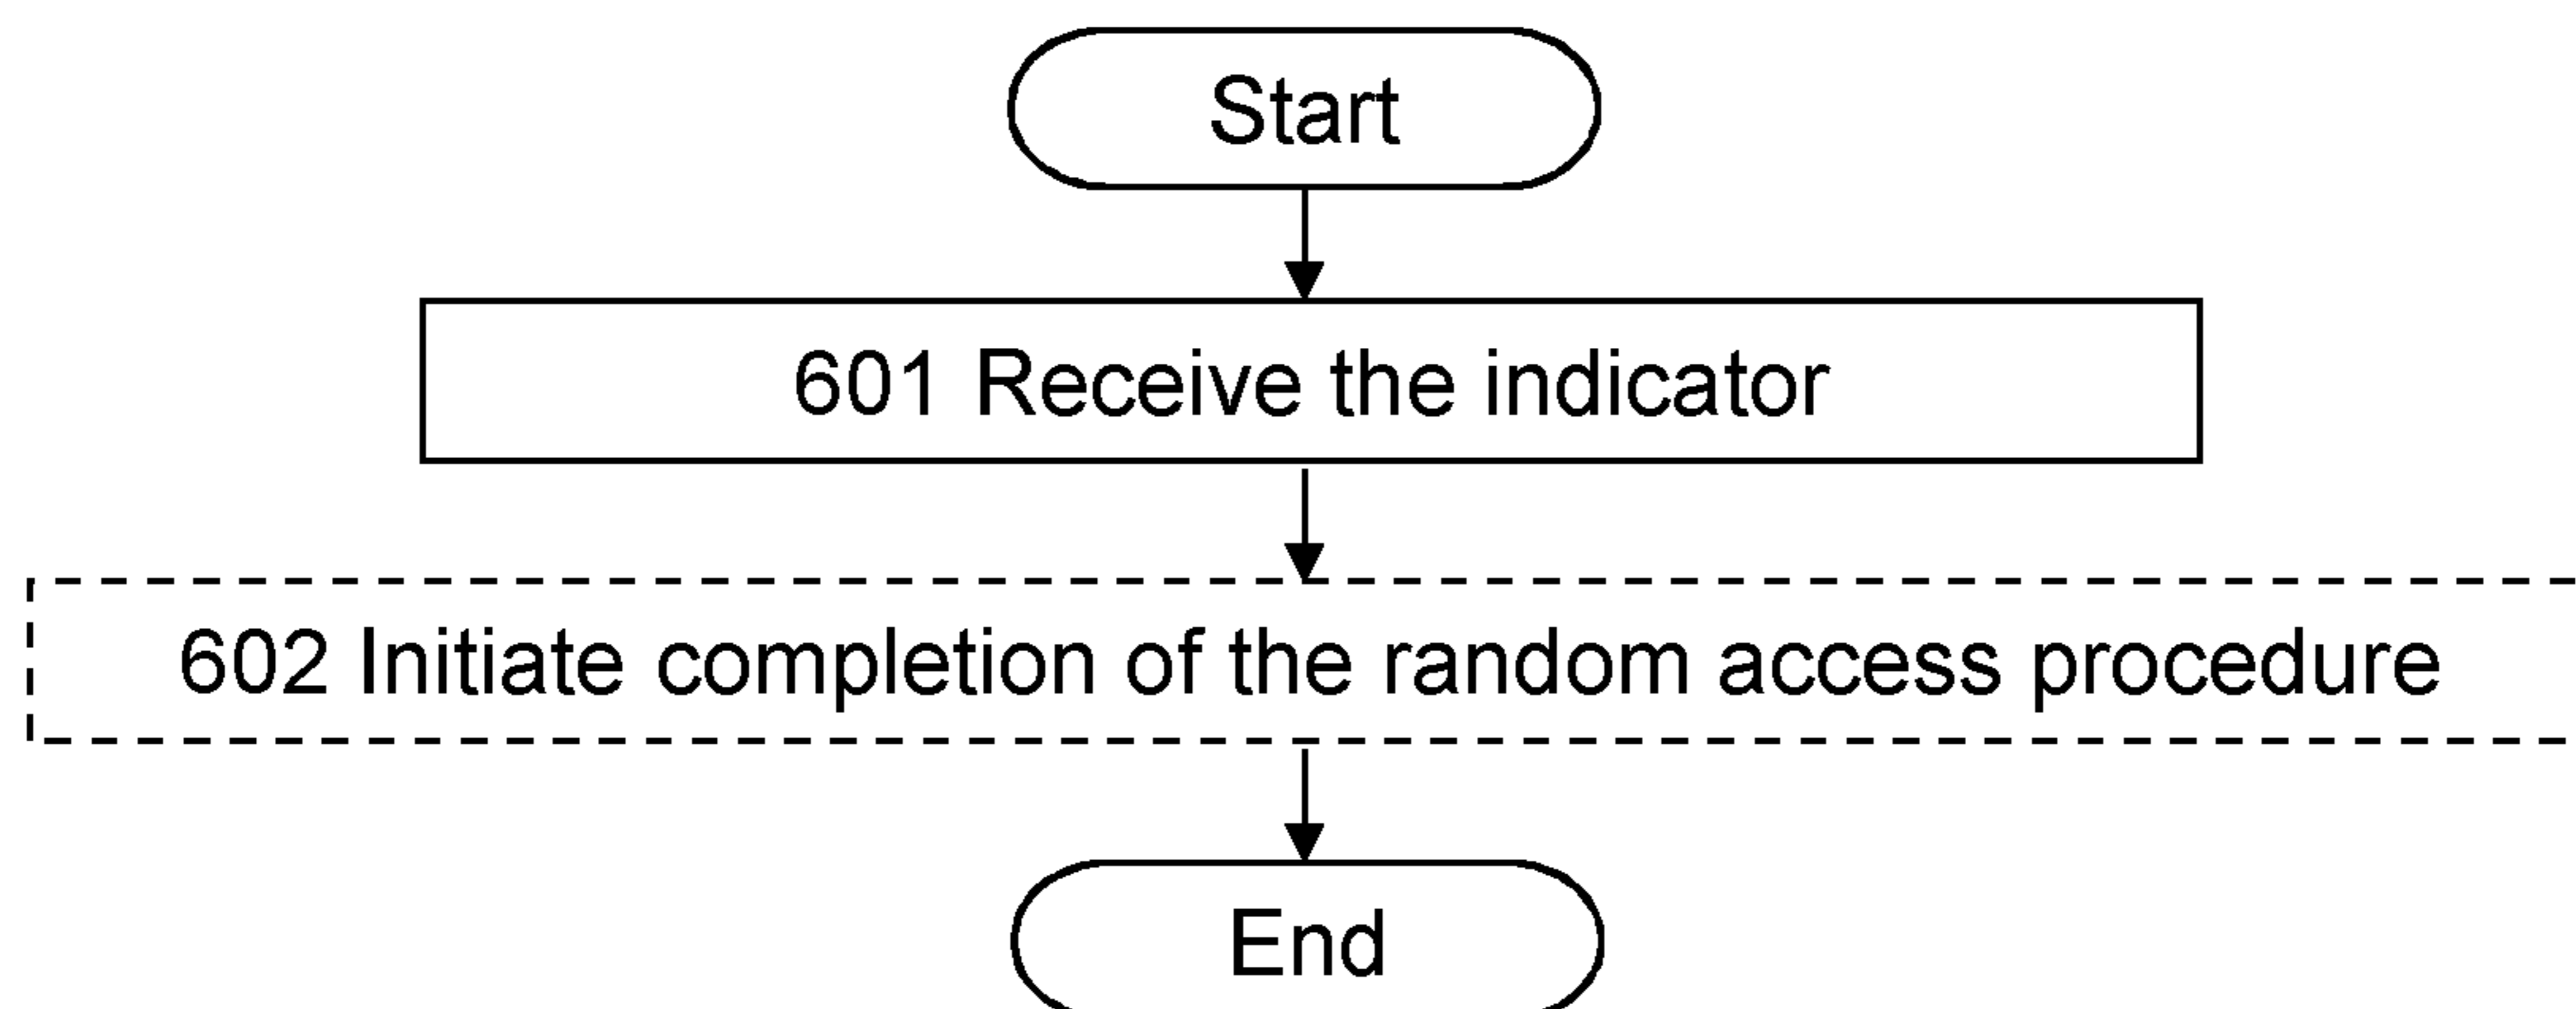 Start
601 Receive the indicator
602 Initiate completion of the random access procedure
End